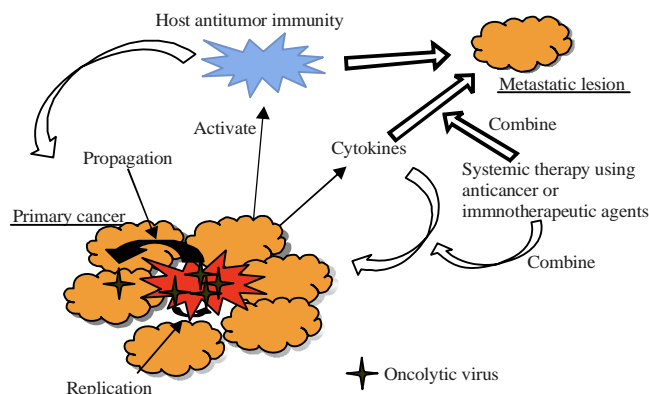 Host antitumor immunity
Metastatic lesion
Activate
Combine
Cytokines
Propagation
Systemic therapy using
anticancer or
immnotherapeutic agents
Primary cancer
Combine
Oncolytic virus
Replication